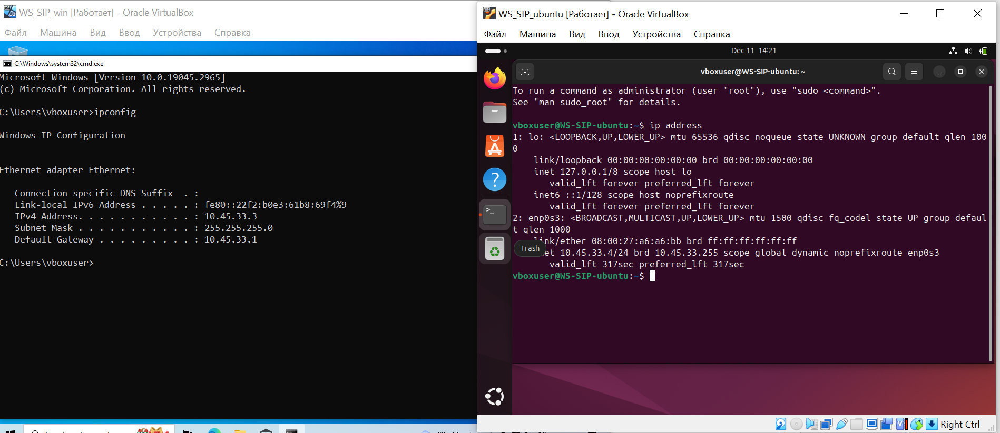 WS_SIP_win [Работает] - Oracle VirtualBox
Файл Машина Вид Ввод Устройства Справка
C:\Windows\system32\cmd.exe
Microsoft Windows [Version 10.0.19045.2965]
(c) Microsoft Corporation. All rights reserved.
C:\Users\vboxuser>ipconfig
Windows IP Configuration
Ethernet adapter Ethernet:
Connection-specific DNS Suffix  . :
Link-local IPv6 Address . . . . . : fe80::22f2:b0e3:61b8:69f4%9
IPv4 Address. . . . . . . . . . . : 10.45.33.3
Subnet Mask . . . . . . . . . . . : 255.255.255.0
Default Gateway . . . . . . . . . : 10.45.33.1
C:\Users\vboxuser>
WS_SIP_ubuntu [Работает] - Oracle VirtualBox
Файл Машина Вид Ввод Устройства Справка
Dec 11 14:21
vboxuser@WS-SIP-ubuntu: ~
To run a command as administrator (user "root"), use "sudo <command>".
See "man sudo_root" for details.
vboxuser@WS-SIP-ubuntu:~$ ip address
1: lo: <LOOPBACK,UP,LOWER_UP> mtu 65536 qdisc noqueue state UNKNOWN group default qlen 100
0
link/loopback 00:00:00:00:00:00 brd 00:00:00:00:00:00
inet 127.0.0.1/8 scope host lo
valid_lft forever preferred_lft forever
inet6 ::1/128 scope host noprefixroute
valid_lft forever preferred_lft forever
2: enp0s3: <BROADCAST,MULTICAST,UP,LOWER_UP> mtu 1500 qdisc fq_codel state UP group defaul
t qlen 1000
link/ether 08:00:27:a6:a6:bb brd ff:ff:ff:ff:ff:ff
Trash
et 10.45.33.4/24 brd 10.45.33.255 scope global dynamic noprefixroute enp0s3
valid_lft 317sec preferred_lft 317sec
vboxuser@WS-SIP-ubuntu:~$
Right Ctrl